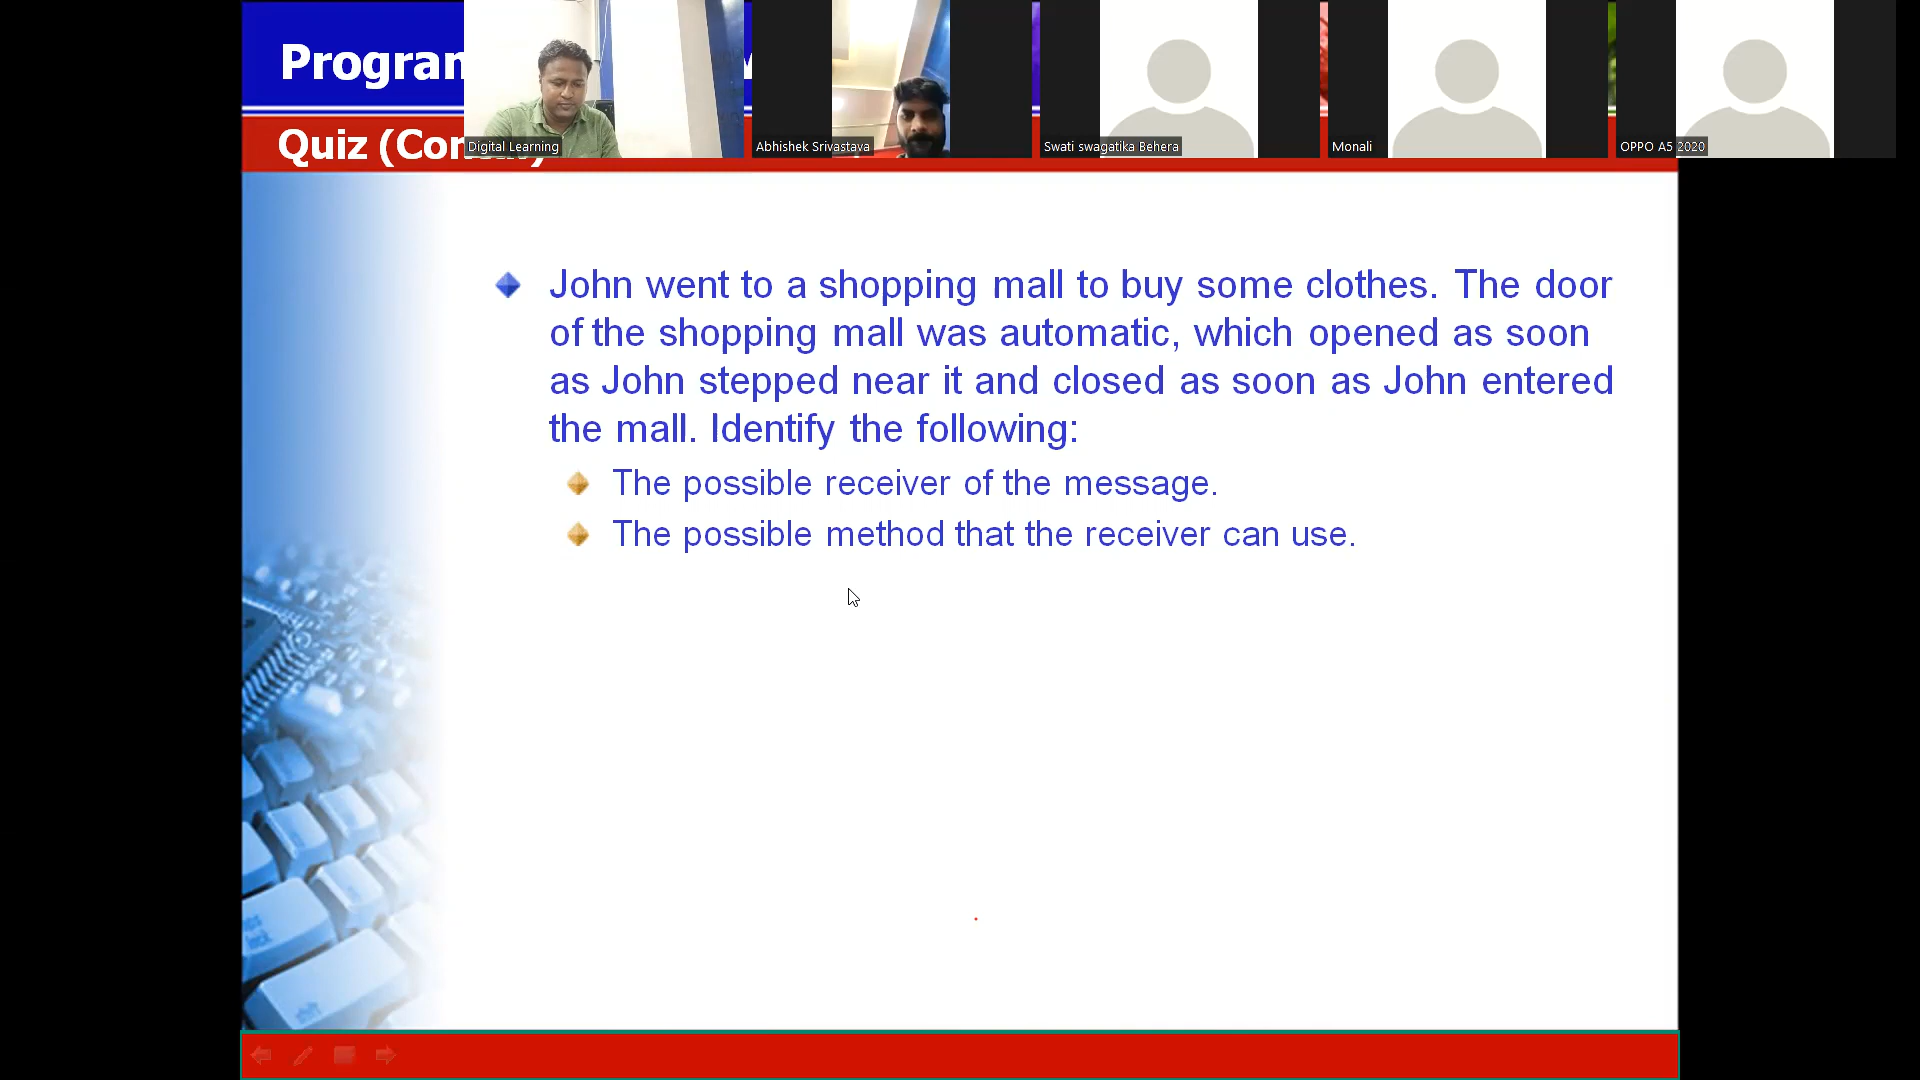 Progra
Quiz (Con
Digital Learning
Abhishek Srivastava
Swati swagatika Behera
Monali
OPPO A5 2020
John went to a shopping mall to buy some clothes. The door
of the shopping mall was automatic, which opened as soon
as John stepped near it and closed as soon as John entered
the mall. Identify the following:
The possible receiver of the message.
The possible method that the receiver can use.